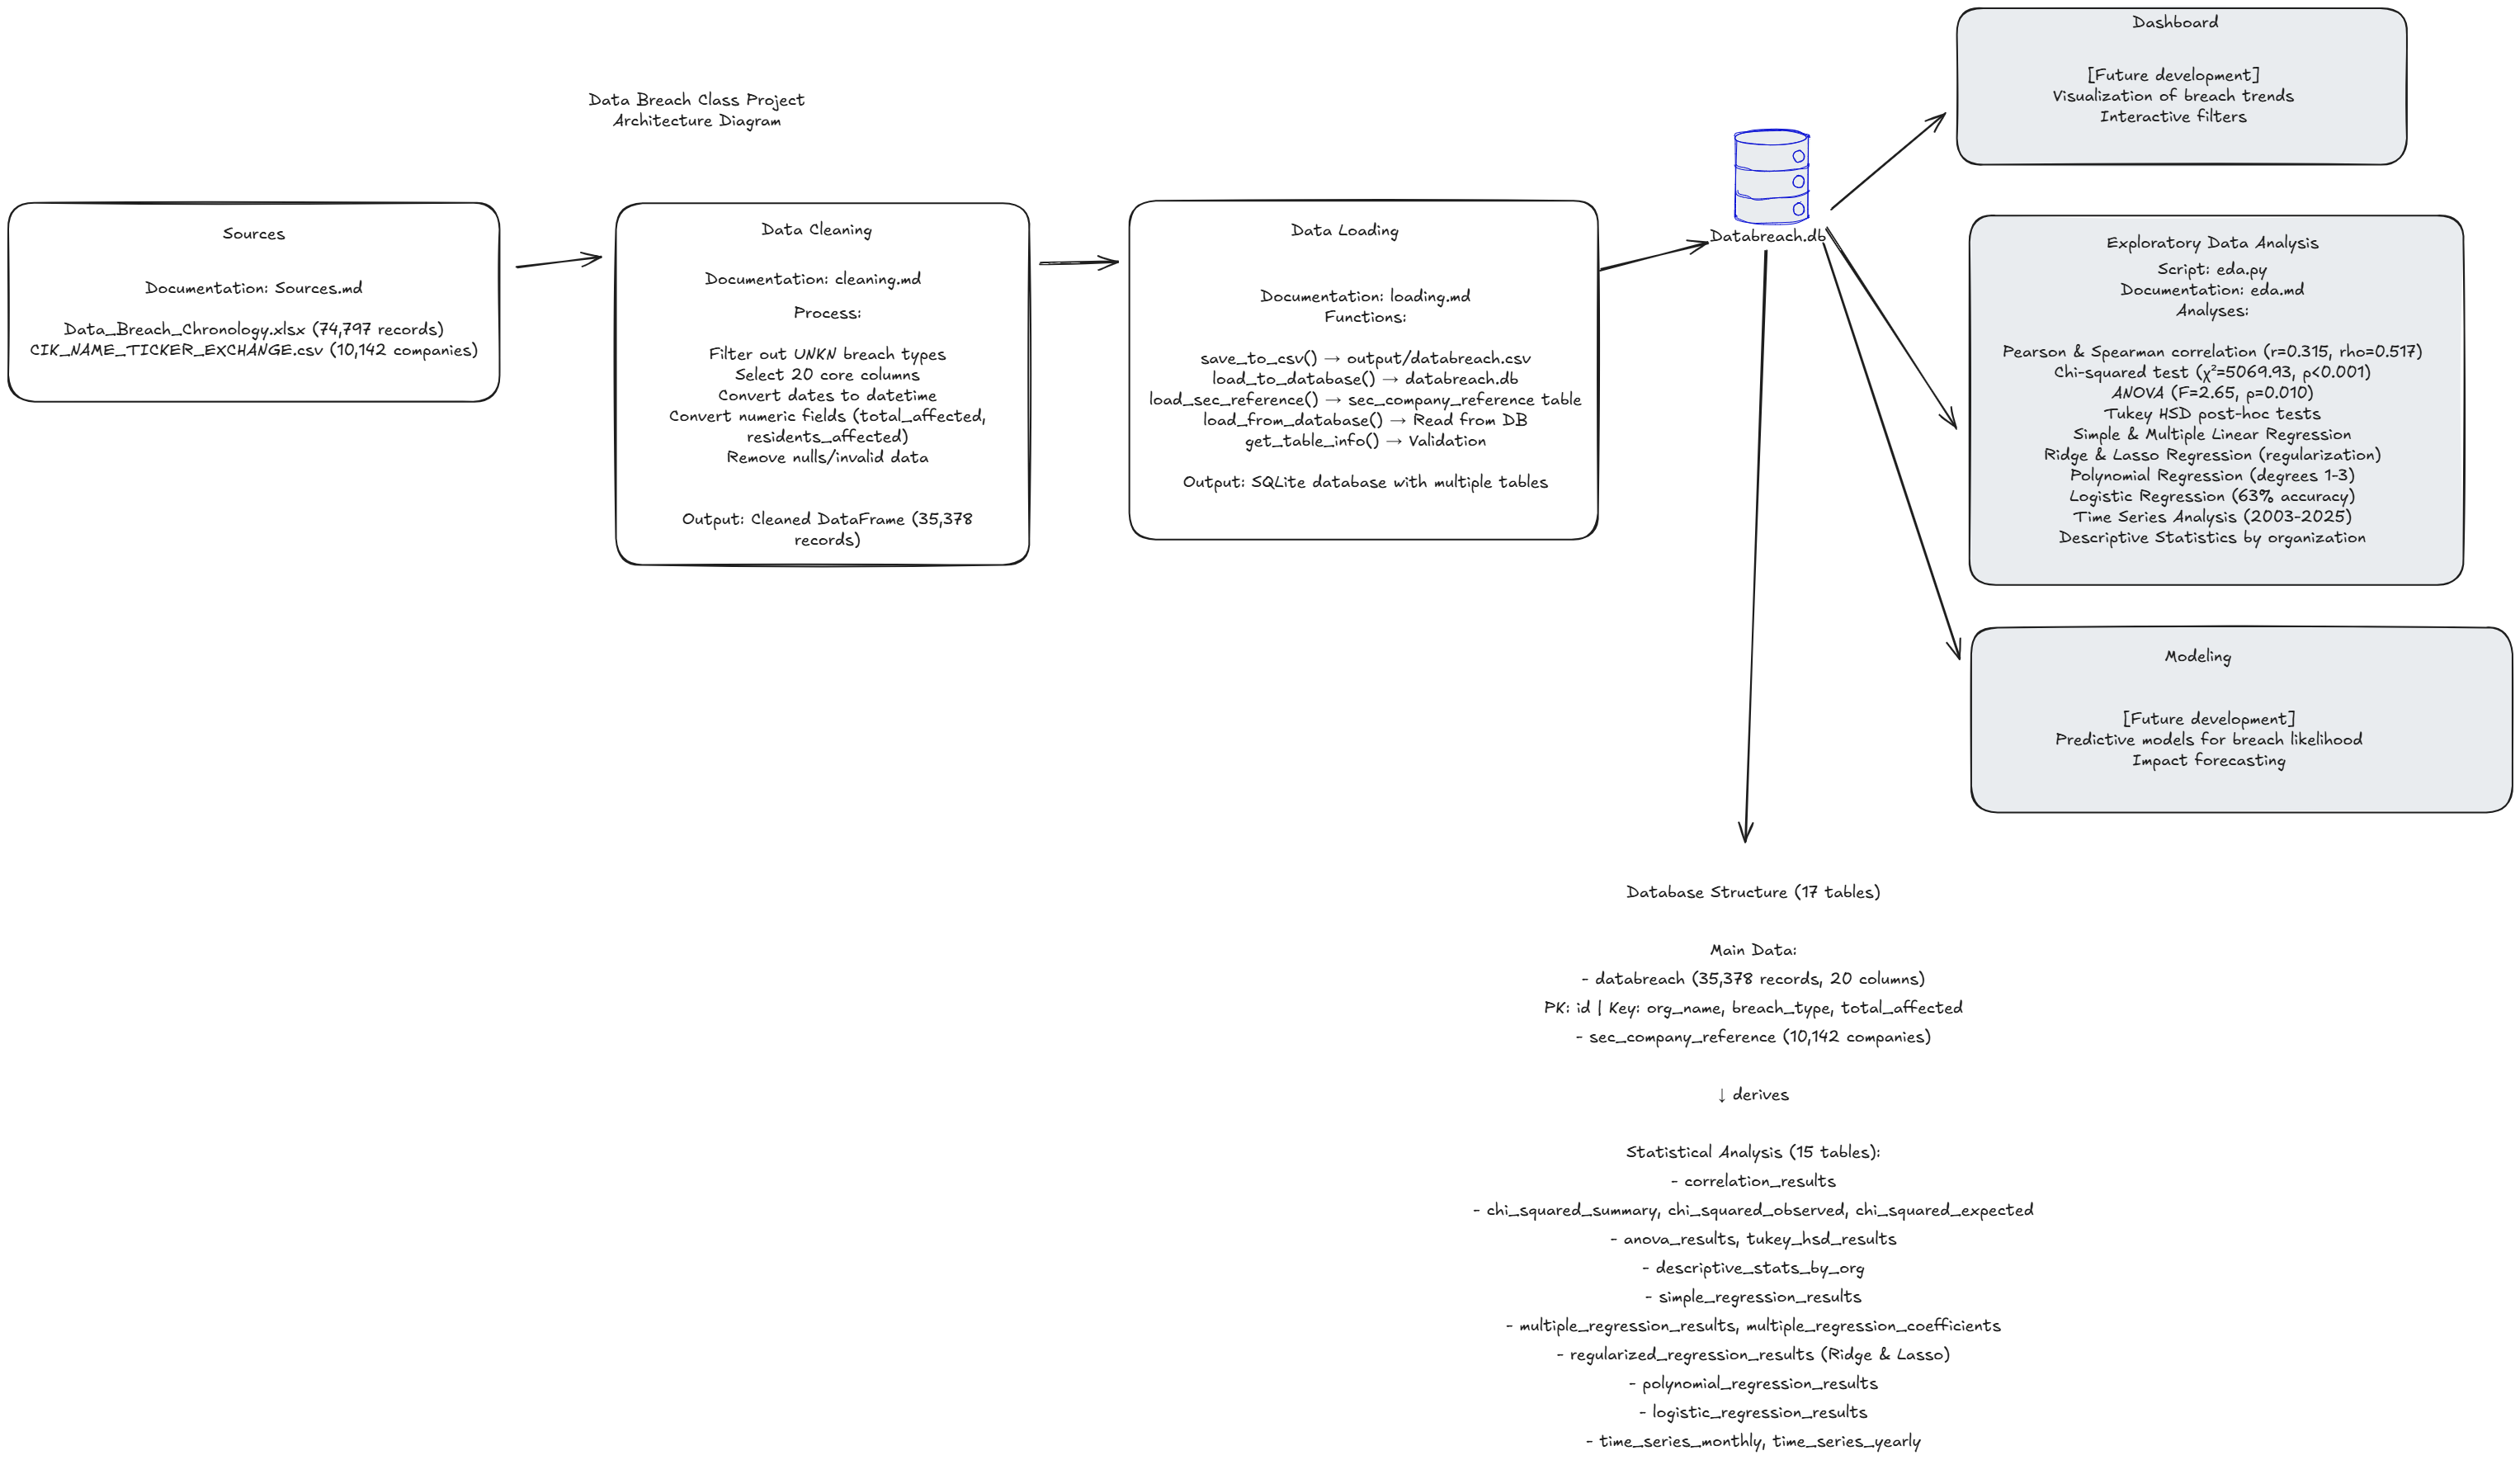 Data Breach Class Project
Architecture Diagram
Sources
Documentation: Sources.md
Data_Breach_Chronology.xlsx (74,797 records)
CIK_NAME_TICKER_EXCHANGE.csv (10,142 companies)
Data Cleaning
Documentation: cleaning.md
Process:
Filter out UNKN breach types
Select 20 core columns
Convert dates to datetime
Convert numeric fields (total_affected,
residents_affected)
Remove nulls/invalid data
Output: Cleaned DataFrame (35,378
records)
Data Loading
Documentation: loading.md
Functions:
save_to_csv() → output/databreach.csv
load_to_database() → databreach.db
load_sec_reference() → sec_company_reference table
load_from_database() → Read from DB
get_table_info() → Validation
Output: SQLite database with multiple tables
Databreach.db
Dashboard
[Future development]
Visualization of breach trends
Interactive filters
Exploratory Data Analysis
Script: eda.py
Documentation: eda.md
Analyses:
Pearson & Spearman correlation (r=0.315, rho=0.517)
Chi-squared test (χ²=5069.93, p<0.001)
ANOVA (F=2.65, p=0.010)
Tukey HSD post-hoc tests
Simple & Multiple Linear Regression
Ridge & Lasso Regression (regularization)
Polynomial Regression (degrees 1-3)
Logistic Regression (63% accuracy)
Time Series Analysis (2003-2025)
Descriptive Statistics by organization
Modeling
[Future development]
Predictive models for breach likelihood
Impact forecasting
Database Structure (17 tables)
Main Data:
- databreach (35,378 records, 20 columns)
PK: id | Key: org_name, breach_type, total_affected
- sec_company_reference (10,142 companies)
↓ derives
Statistical Analysis (15 tables):
- correlation_results
- chi_squared_summary, chi_squared_observed, chi_squared_expected
- anova_results, tukey_hsd_results
- descriptive_stats_by_org
- simple_regression_results
- multiple_regression_results, multiple_regression_coefficients
- regularized_regression_results (Ridge & Lasso)
- polynomial_regression_results
- logistic_regression_results
- time_series_monthly, time_series_yearly